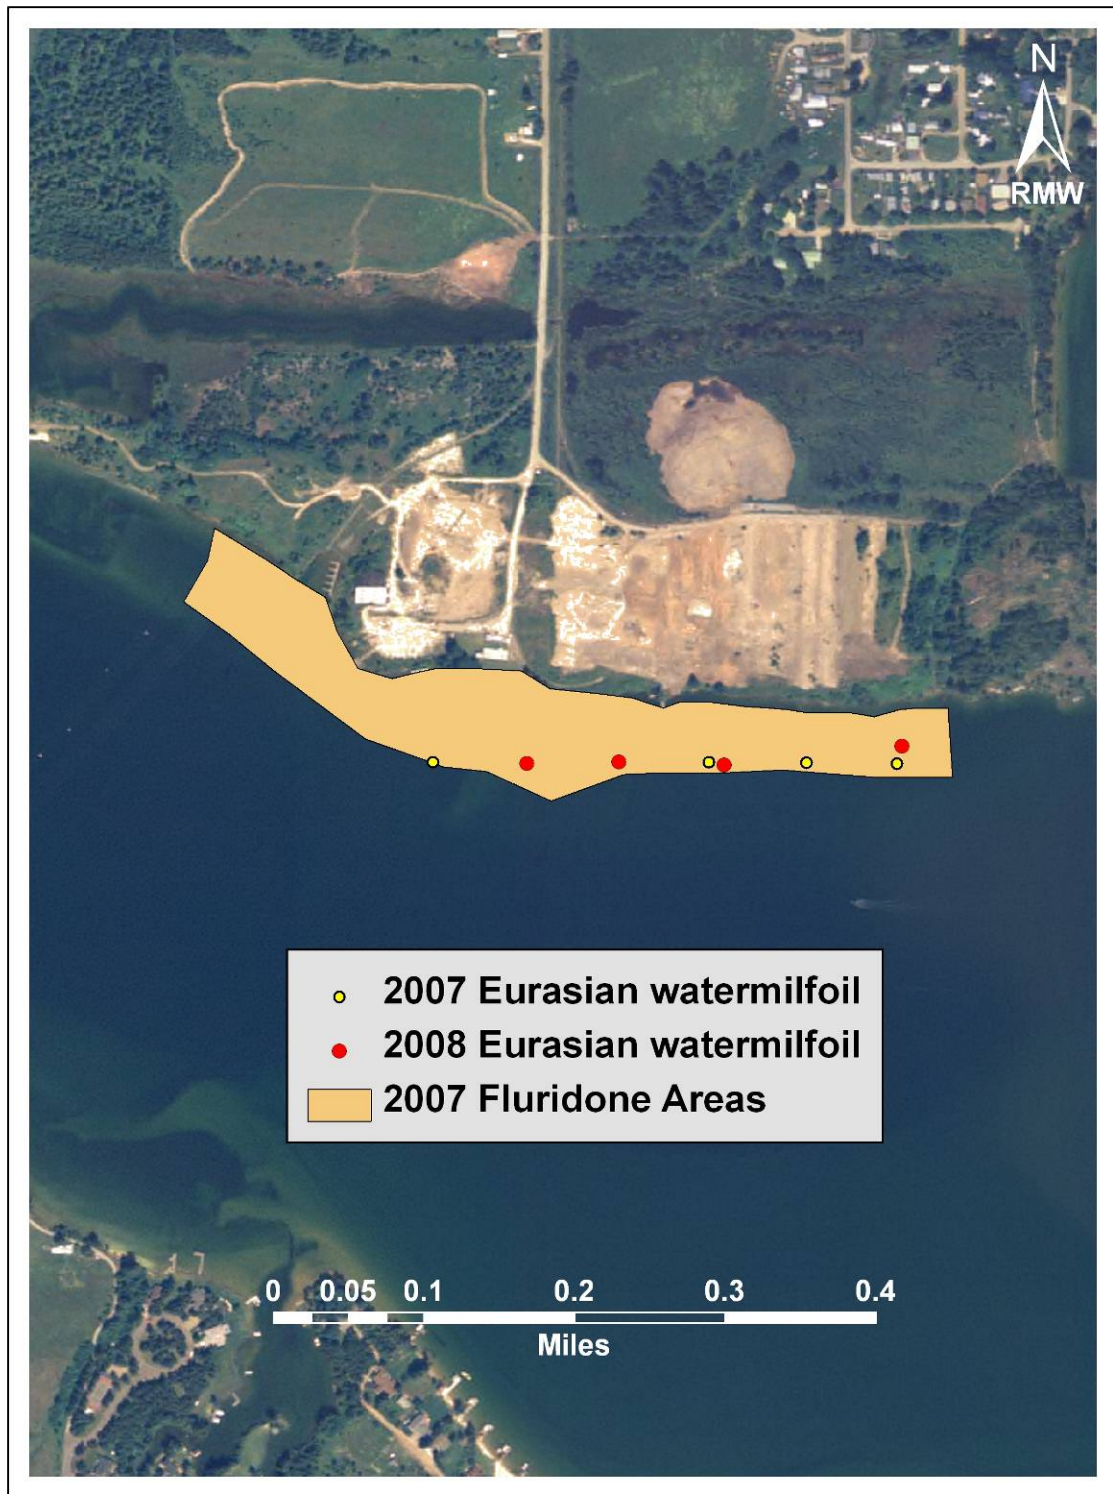 N
RMW
2007 Eurasian watermilfoil
2008 Eurasian watermilfoil
2007 Fluridone Areas
0 0.05 0.1 0.2 0.3 0.4
Miles